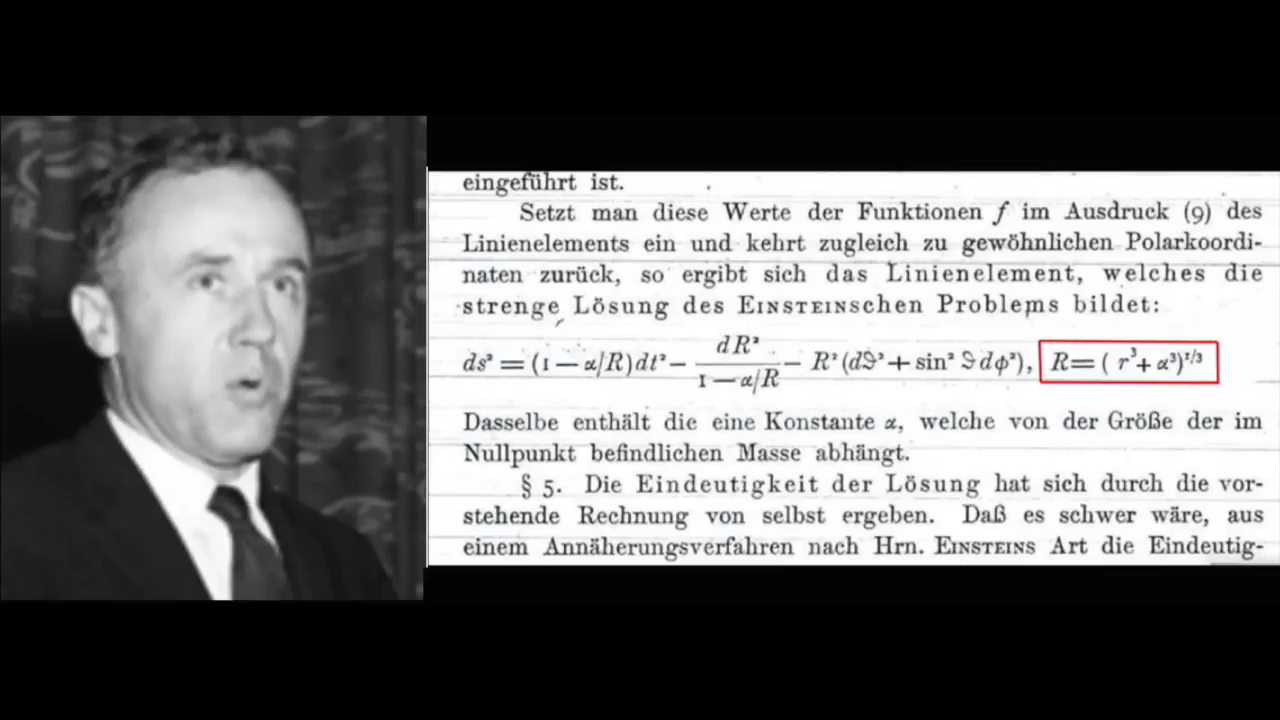 eingeführt ist.
Setzt man diese Werte der Funktionen f im Ausdruck (9) des
Linienelements ein und kehrt zugleich zu gewöhnlichen Polarkoordi-
naten zurück, so ergibt sich das Linienelement, welches die
strenge Lösung des EINSTEINschen Problems bildet:
ds² = (1 — α/R)dt² — dR²/(1 — α/R) — R²(dϑ² + sin² ϑ dϕ²), R = (r³ + α³)^1/3
Dasselbe enthält die eine Konstante α, welche von der Größe der im
Nullpunkt befindlichen Masse abhängt.
§ 5. Die Eindeutigkeit der Lösung hat sich durch die vor-
stehende Rechnung von selbst ergeben. Daß es schwer wäre, aus
einem Annäherungsverfahren nach Hrn. EINSTEINS Art die Eindeutig-